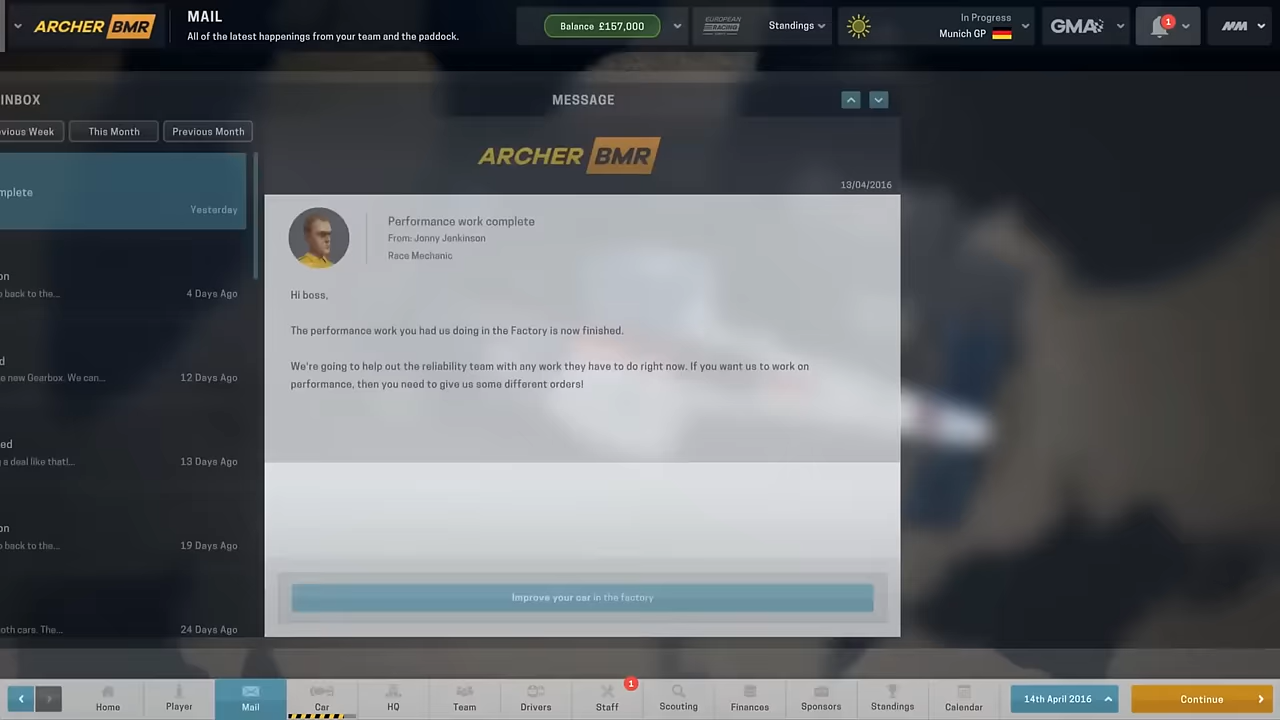 ARCHER BMR
MAIL
All of the latest happenings from your team and the paddock.
Balance £157,000
EUROPEAN
RACING
Standings
In Progress
Munich GP
GMA
1
INBOX
MESSAGE
vious Week
This Month
Previous Month
mplete
Yesterday
on
o back to the...
4 Days Ago
d
e new Gearbox. We can...
12 Days Ago
ed
g a deal like that!...
13 Days Ago
on
o back to the...
19 Days Ago
oth cars. The...
24 Days Ago
ARCHER BMR
13/04/2016
Performance work complete
From: Jonny Jenkinson
Race Mechanic
Hi boss,
The performance work you had us doing in the Factory is now finished.
We're going to help out the reliability team with any work they have to do right now. If you want us to work on
performance, then you need to give us some different orders!
Improve your car in the factory
Home
Player
Mail
Car
HQ
Team
Drivers
1
Staff
Scouting
Finances
Sponsors
Standings
Calendar
14th April 2016
Continue